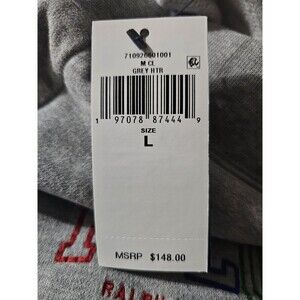 710926601001
M CL
GREY HTR
1 97078 87444 9
SIZE
L
MSRP $148.00
RALPH